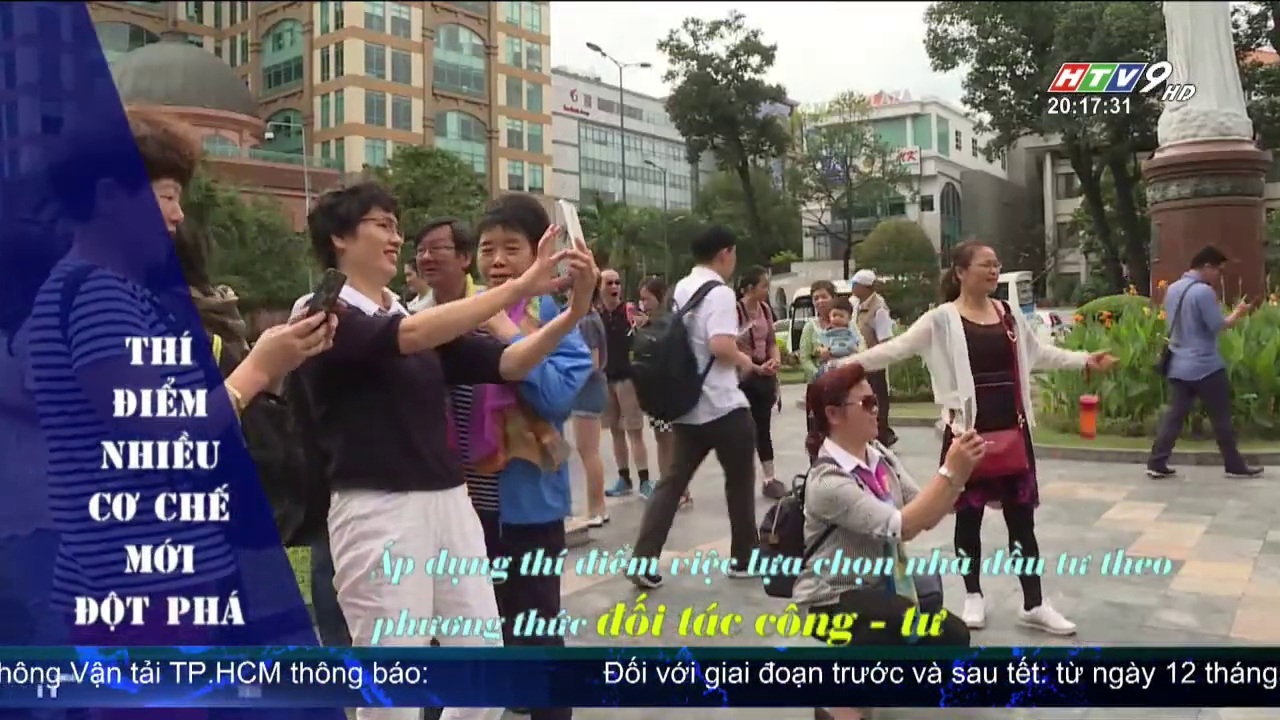 HTV9 HD
20:17:31
THÍ
ĐIỂM
NHIỀU
CƠ CHẾ
MỚI
ĐỘT PHÁ
Áp dụng thí điểm việc lựa chọn nhà đầu tư theo
phương thức đối tác công - tư
hông Vận tải TP.HCM thông báo: Đối với giai đoạn trước và sau tết: từ ngày 12 tháng